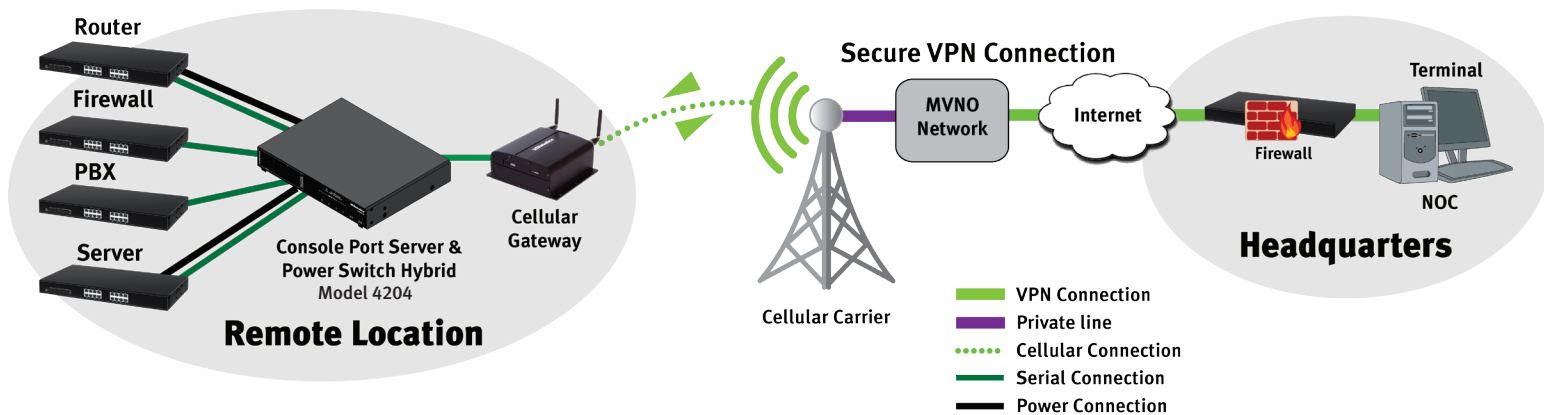 Router
Firewall
PBX
Server
Console Port Server &
Power Switch Hybrid
Model 4204
Cellular
Gateway
Remote Location
Secure VPN Connection
MVNO
Network
Internet
Cellular Carrier
Firewall
Terminal
NOC
Headquarters
VPN Connection
Private line
Cellular Connection
Serial Connection
Power Connection